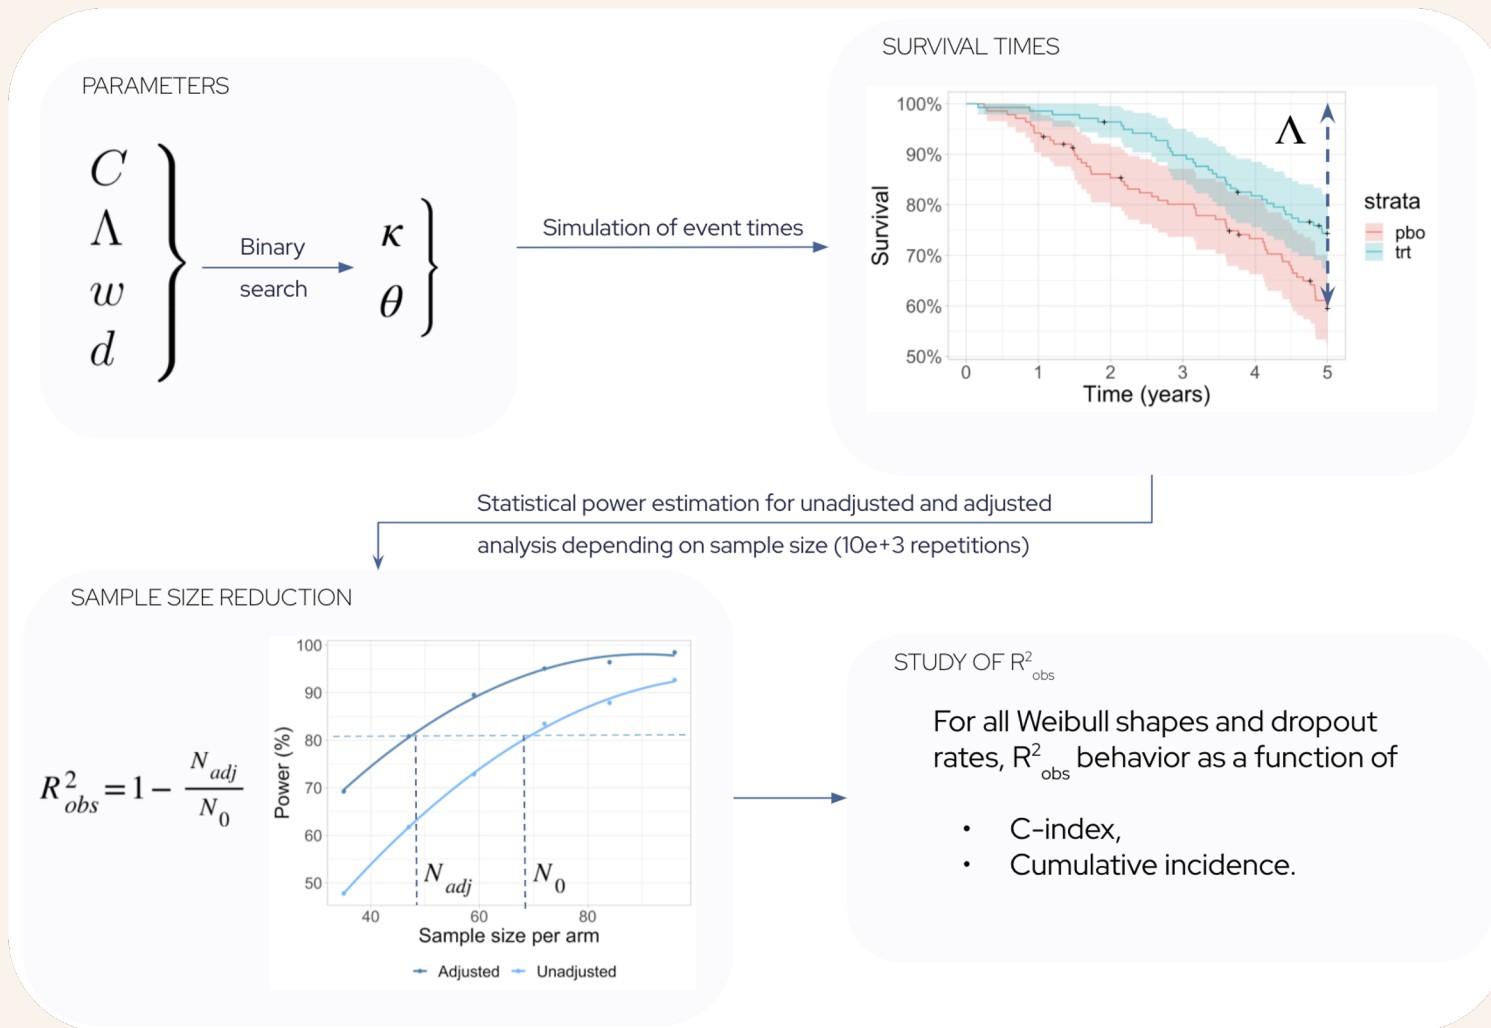 PARAMETERS
C
Λ
w
d
Binary
search
κ
θ
Simulation of event times
SURVIVAL TIMES
100%
90%
80%
70%
60%
50%
Survival
Λ
0 1 2 3 4 5
Time (years)
strata
pbo
trt
Statistical power estimation for unadjusted and adjusted
analysis depending on sample size (10e+3 repetitions)
SAMPLE SIZE REDUCTION
R²obs = 1 − Nadj / N0
100
90
80
70
60
50
Power (%)
Nadj
N0
40 60 80
Sample size per arm
Adjusted Unadjusted
STUDY OF R²obs
For all Weibull shapes and dropout
rates, R²obs behavior as a function of
• C-index,
• Cumulative incidence.